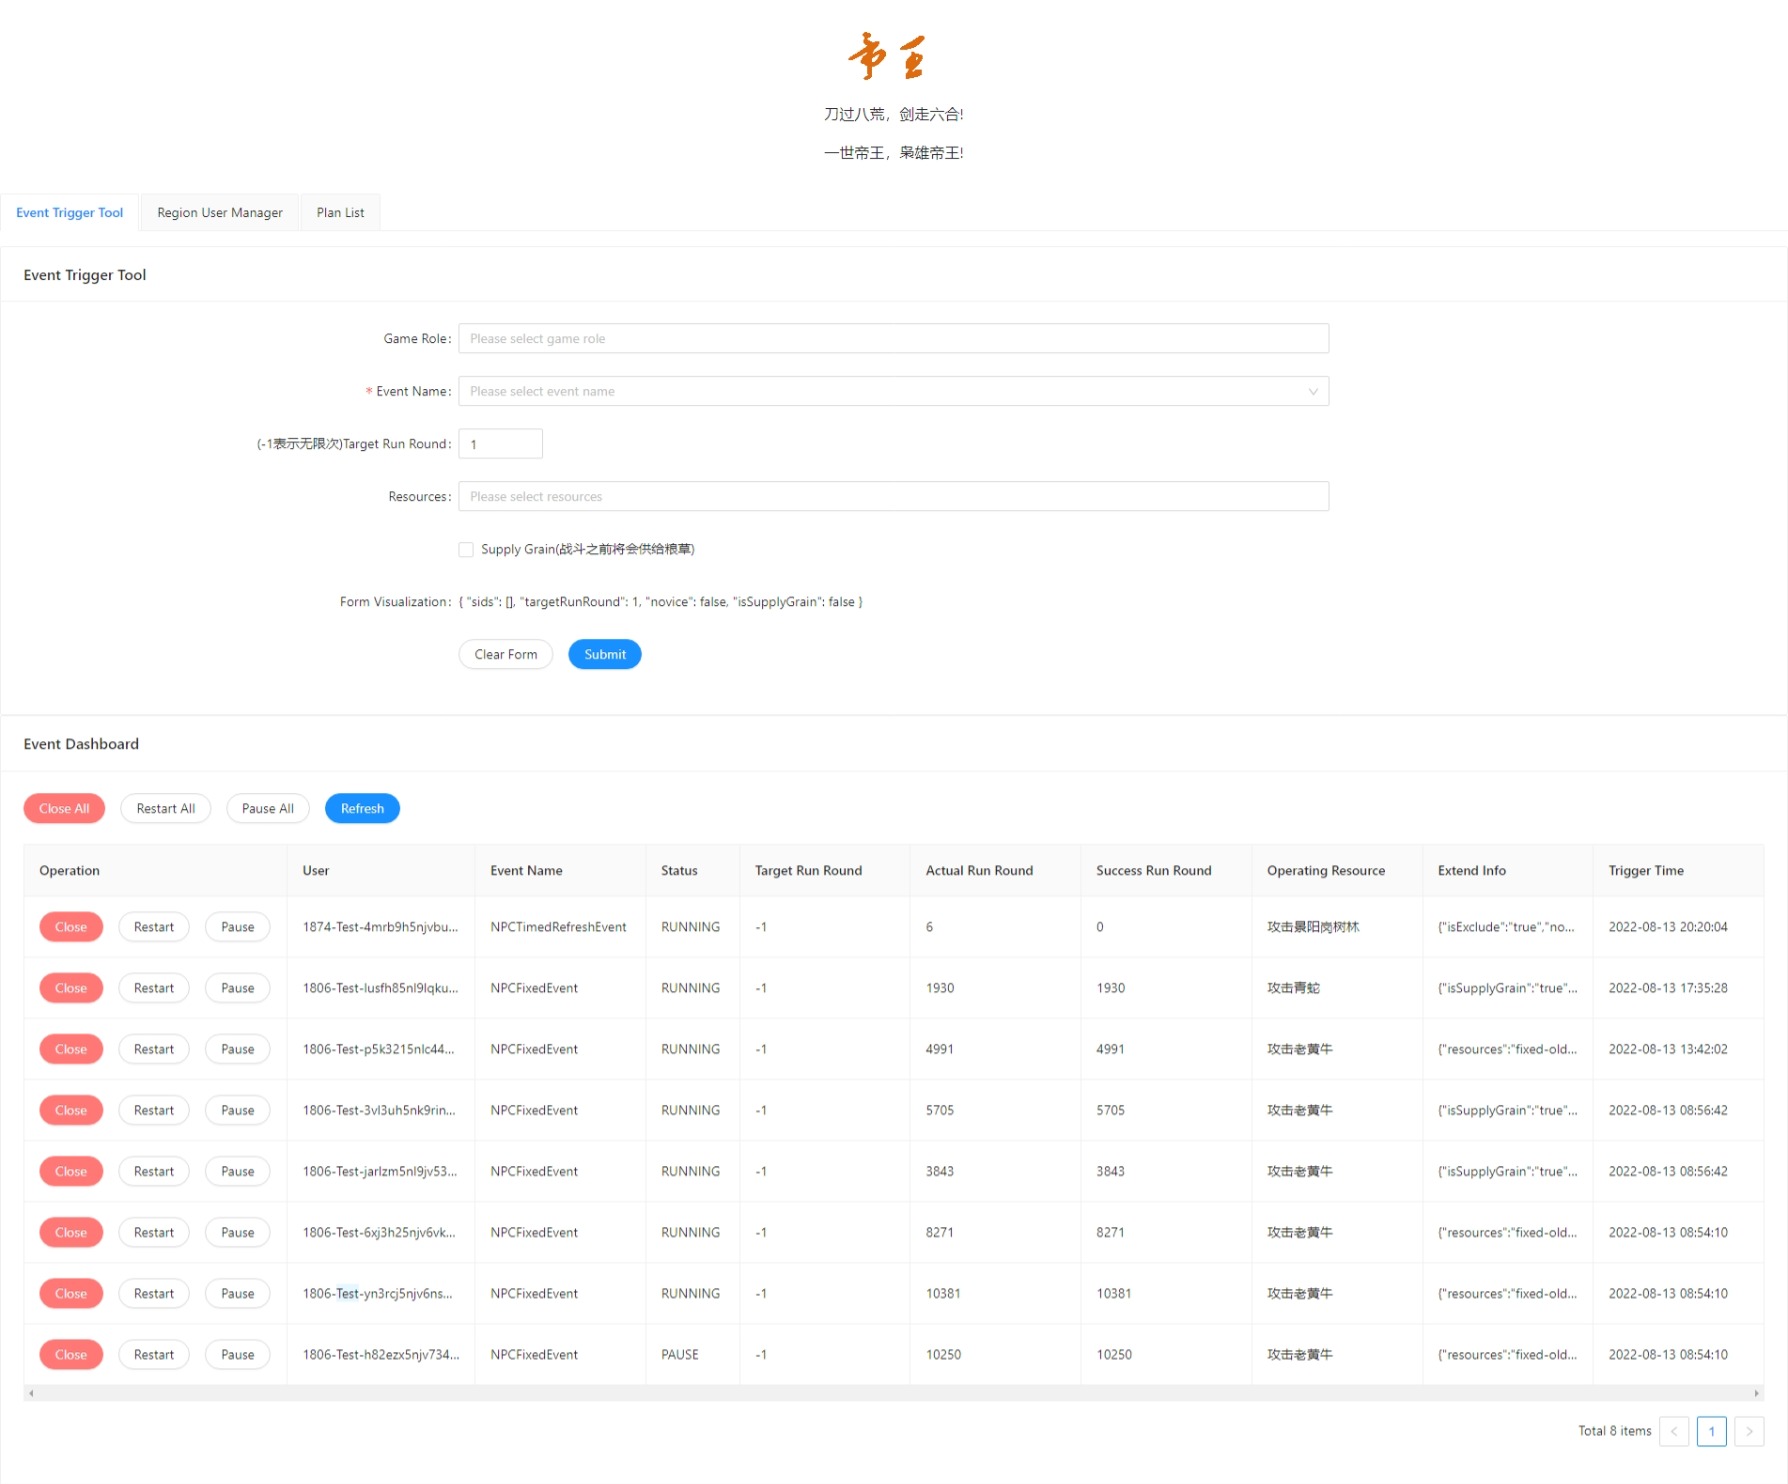 帝王
刀过八荒，剑走六合!
一世帝王，枭雄帝王!
Event Trigger Tool Region User Manager Plan List
Event Trigger Tool
Game Role: Please select game role
* Event Name: Please select event name
(-1表示无限次)Target Run Round: 1
Resources: Please select resources
Supply Grain(战斗之前将会供给粮草)
Form Visualization: { "sids": [], "targetRunRound": 1, "novice": false, "isSupplyGrain": false }
Clear Form Submit
Event Dashboard
Close All Restart All Pause All Refresh
Operation User Event Name Status Target Run Round Actual Run Round Success Run Round Operating Resource Extend Info Trigger Time
Close Restart Pause 1874-Test-4mrb9h5njvbu... NPCTimedRefreshEvent RUNNING -1 6 0 攻击景阳岗树林 {"isExclude":"true","no... 2022-08-13 20:20:04
Close Restart Pause 1806-Test-lusfh85nl9lqku... NPCFixedEvent RUNNING -1 1930 1930 攻击青蛇 {"isSupplyGrain":"true"... 2022-08-13 17:35:28
Close Restart Pause 1806-Test-p5k3215nlc44... NPCFixedEvent RUNNING -1 4991 4991 攻击老黄牛 {"resources":"fixed-old... 2022-08-13 13:42:02
Close Restart Pause 1806-Test-3vl3uh5nk9rin... NPCFixedEvent RUNNING -1 5705 5705 攻击老黄牛 {"isSupplyGrain":"true"... 2022-08-13 08:56:42
Close Restart Pause 1806-Test-jarlzm5nl9jv53... NPCFixedEvent RUNNING -1 3843 3843 攻击老黄牛 {"isSupplyGrain":"true"... 2022-08-13 08:56:42
Close Restart Pause 1806-Test-6xj3h25njv6vk... NPCFixedEvent RUNNING -1 8271 8271 攻击老黄牛 {"resources":"fixed-old... 2022-08-13 08:54:10
Close Restart Pause 1806-Test-yn3rcj5njv6ns... NPCFixedEvent RUNNING -1 10381 10381 攻击老黄牛 {"resources":"fixed-old... 2022-08-13 08:54:10
Close Restart Pause 1806-Test-h82ezx5njv734... NPCFixedEvent PAUSE -1 10250 10250 攻击老黄牛 {"resources":"fixed-old... 2022-08-13 08:54:10
Total 8 items < 1 >